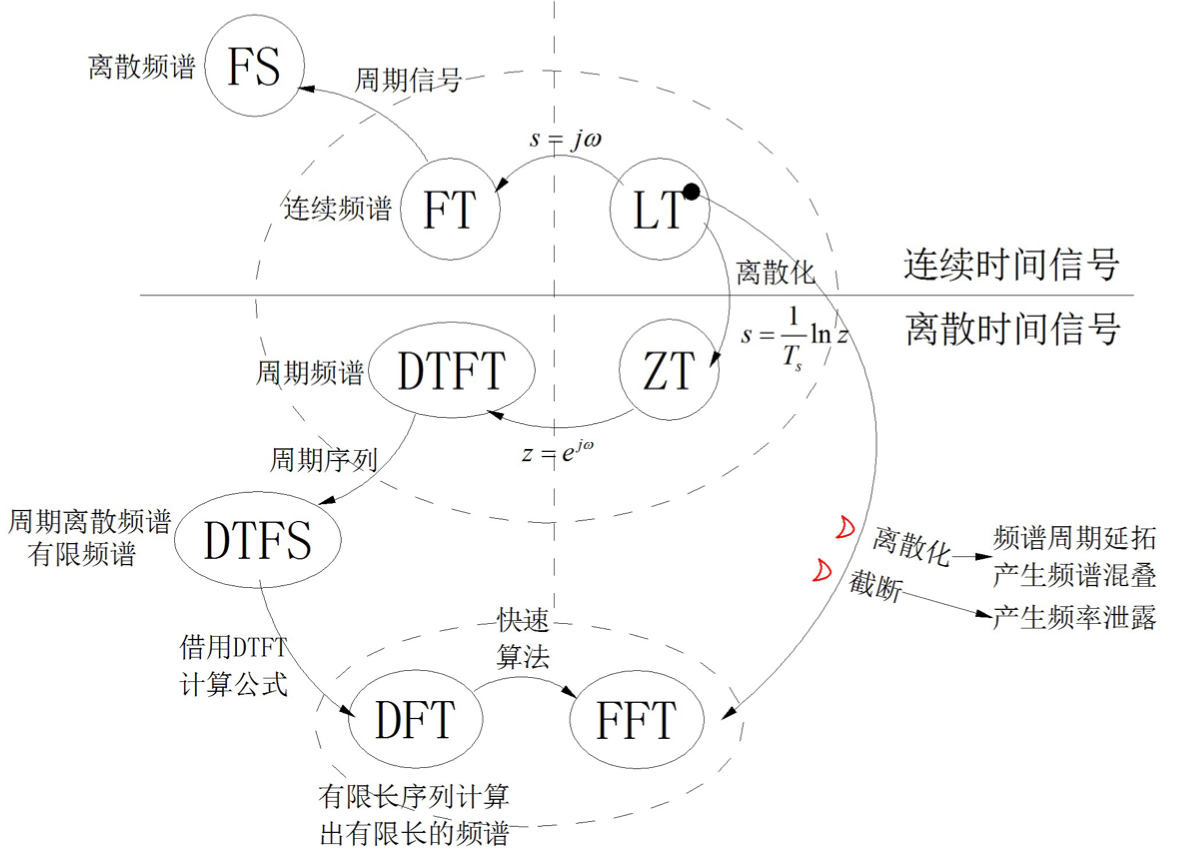 离散频谱
FS
周期信号
s = jω
连续频谱
FT
LT
离散化
连续时间信号
离散时间信号
s = 1/T_s ln z
周期频谱
DTFT
ZT
z = e^{jω}
周期序列
周期离散频谱
有限频谱
DTFS
离散化
频谱周期延拓
产生频谱混叠
截断
产生频率泄露
快速
算法
借用DTFT
计算公式
DFT
FFT
有限长序列计算
出有限长的频谱